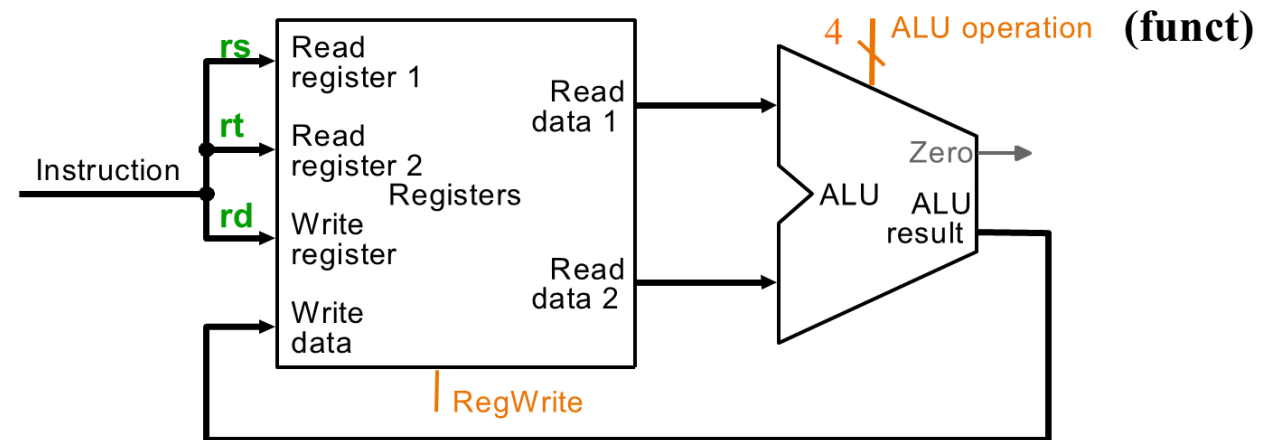 4 ALU operation (funct)
rs
Read
register 1
Read
data 1
rt
Read
register 2
Zero
Instruction
Registers
ALU
ALU
result
rd
Write
register
Read
data 2
Write
data
RegWrite